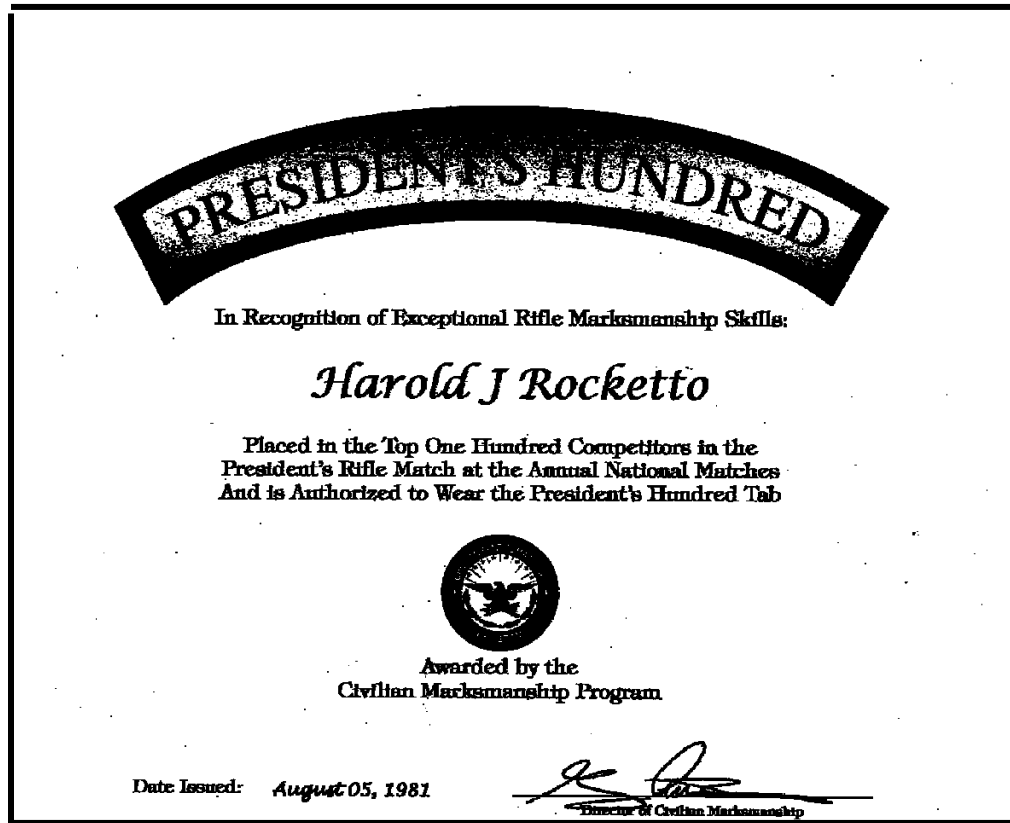 PRESIDENT'S HUNDRED
In Recognition of Exceptional Rifle Marksmanship Skills:
Harold J Rocketto
Placed in the Top One Hundred Competitors in the
President's Rifle Match at the Annual National Matches
And is Authorized to Wear the President's Hundred Tab
Awarded by the
Civilian Marksmanship Program
Date Issued: August 05, 1981
Director of Civilian Marksmanship